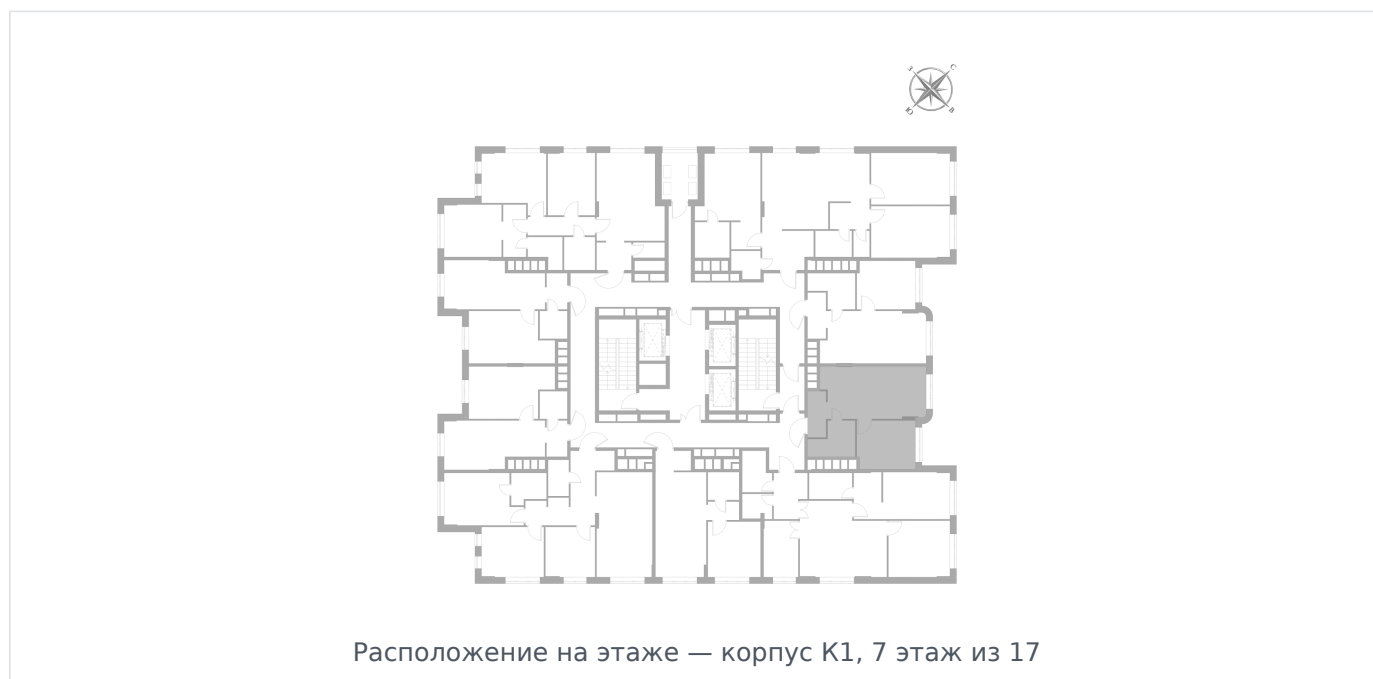 З С
Ю В
Расположение на этаже — корпус К1, 7 этаж из 17